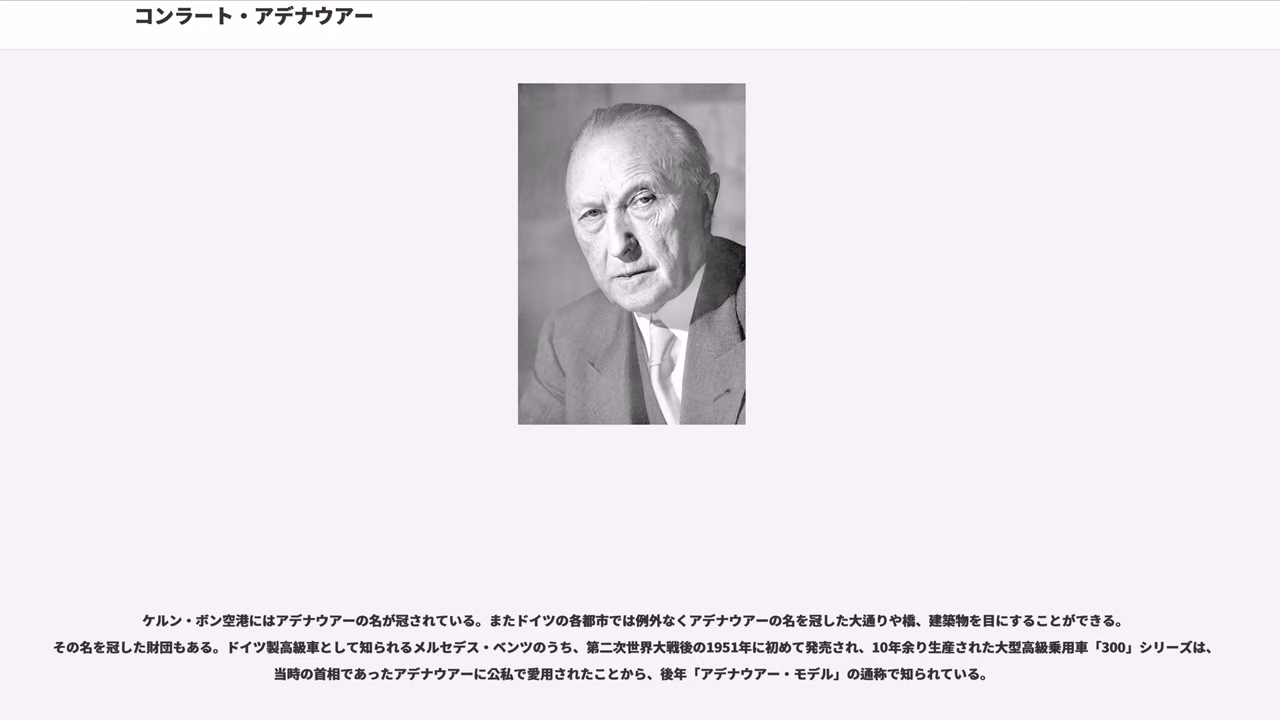 コンラート・アデナウアー
ケルン・ボン空港にはアデナウアーの名が冠されている。またドイツの各都市では例外なくアデナウアーの名を冠した大通りや橋、建築物を目にすることができる。
その名を冠した財団もある。ドイツ製高級車として知られるメルセデス・ベンツのうち、第二次世界大戦後の1951年に初めて発売され、10年余り生産された大型高級乗用車「300」シリーズは、
当時の首相であったアデナウアーに公私で愛用されたことから、後年「アデナウアー・モデル」の通称で知られている。